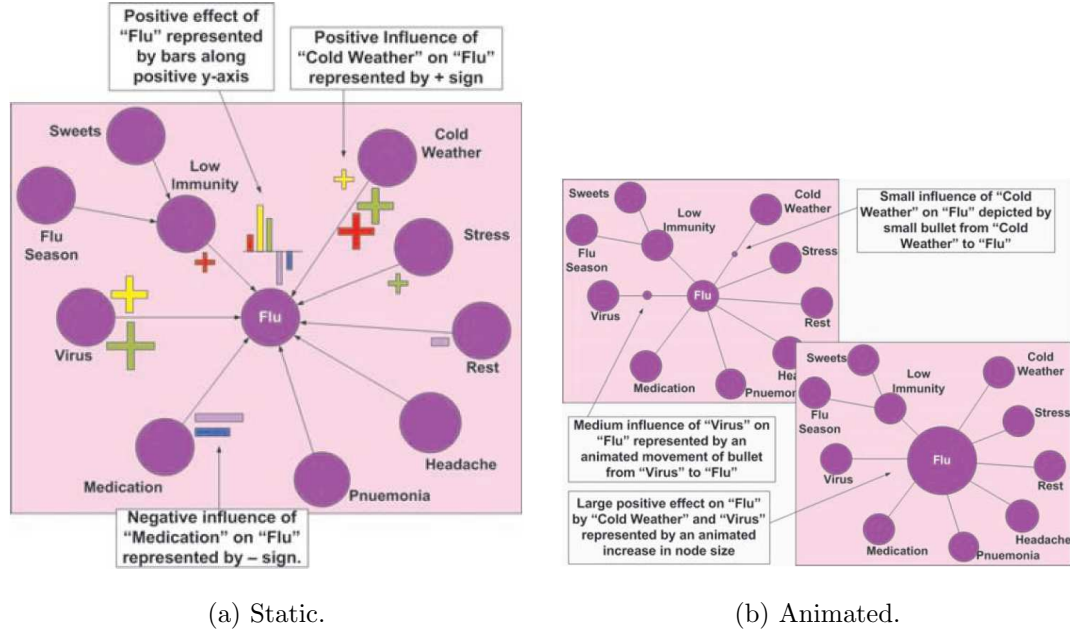 Positive effect of
“Flu” represented
by bars along
positive y-axis
Positive Influence of
“Cold Weather” on “Flu”
represented by + sign
Sweets
Cold
Weather
Low
Immunity
Flu
Season
Stress
Flu
Virus
Rest
Medication
Headache
Pnuemonia
Negative influence of
“Medication” on “Flu”
represented by – sign.
(a) Static.
Sweets
Cold
Weather
Low
Immunity
Flu
Season
Stress
Flu
Virus
Rest
Medication
Hea
Pnuemonia
Small influence of “Cold
Weather” on “Flu” depicted by
small bullet from “Cold
Weather” to “Flu”
Medium influence of “Virus” on
“Flu” represented by an
animated movement of bullet
from “Virus” to “Flu”
Large positive effect on “Flu”
by “Cold Weather” and “Virus”
represented by an animated
increase in node size
Sweets
Cold
Weather
Low
Immunity
Flu
Season
Stress
Flu
Virus
Rest
Medication
Headache
Pnuemonia
(b) Animated.